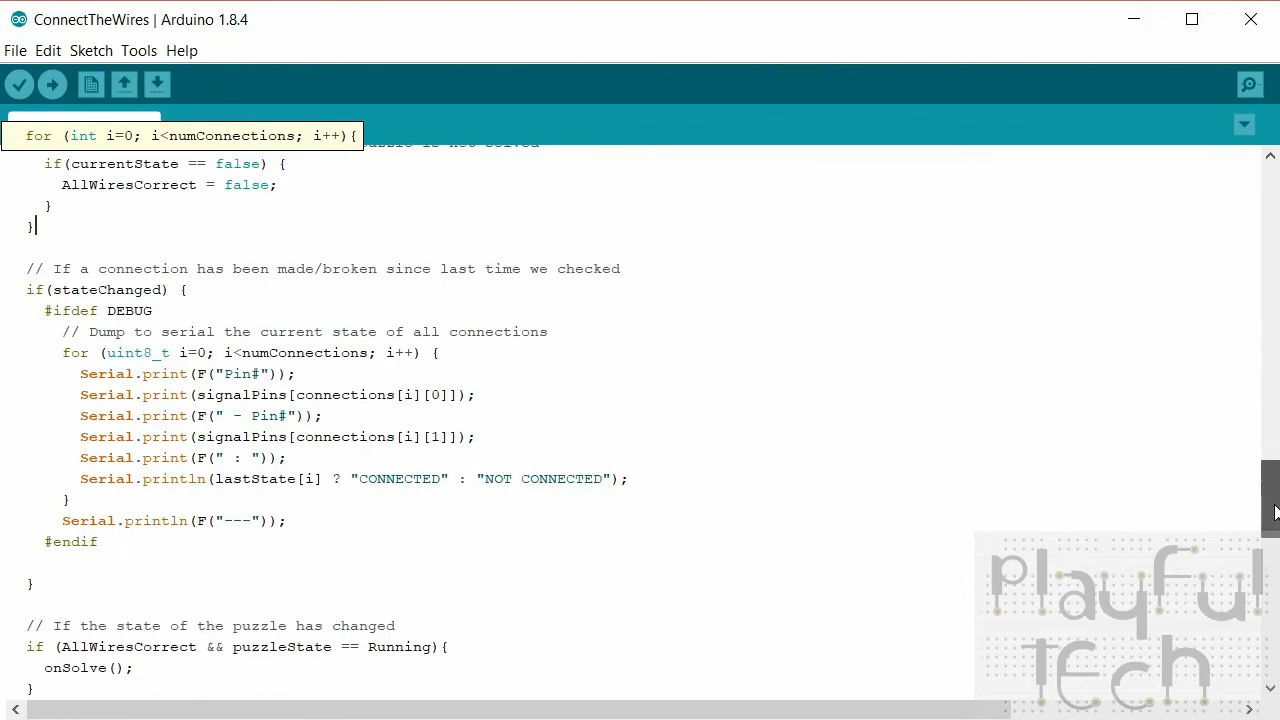 ConnectTheWires | Arduino 1.8.4
File Edit Sketch Tools Help
for (int i=0; i<numConnections; i++){
puzzle is not solved
if(currentState == false) {
AllWiresCorrect = false;
}
}
// If a connection has been made/broken since last time we checked
if(stateChanged) {
#ifdef DEBUG
// Dump to serial the current state of all connections
for (uint8_t i=0; i<numConnections; i++) {
Serial.print(F("Pin#"));
Serial.print(signalPins[connections[i][0]]);
Serial.print(F(" - Pin#"));
Serial.print(signalPins[connections[i][1]]);
Serial.print(F(" : "));
Serial.println(lastState[i] ? "CONNECTED" : "NOT CONNECTED");
}
Serial.println(F("---"));
#endif
}
// If the state of the puzzle has changed
if (AllWiresCorrect && puzzleState == Running){
onSolve();
}
playful
TEch